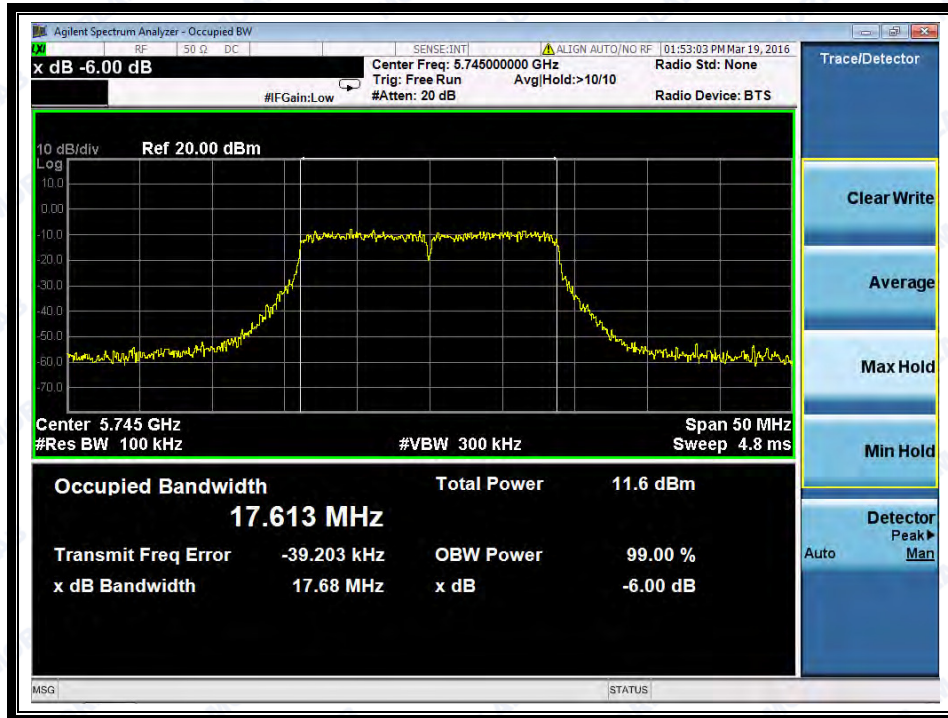 Agilent Spectrum Analyzer - Occupied BW
LXI RF 50 Ω DC SENSE:INT ALIGN AUTO/NO RF 01:53:03 PM Mar 19, 2016
x dB -6.00 dB
Center Freq: 5.745000000 GHz Radio Std: None
Trig: Free Run Avg|Hold:>10/10
#IFGain:Low #Atten: 20 dB Radio Device: BTS
10 dB/div Ref 20.00 dBm
Log
10.0
0.00
-10.0
-20.0
-30.0
-40.0
-50.0
-60.0
-70.0
Center 5.745 GHz Span 50 MHz
#Res BW 100 kHz #VBW 300 kHz Sweep 4.8 ms
Occupied Bandwidth Total Power 11.6 dBm
17.613 MHz
Transmit Freq Error -39.203 kHz OBW Power 99.00 %
x dB Bandwidth 17.68 MHz x dB -6.00 dB
Trace/Detector
Clear Write
Average
Max Hold
Min Hold
Detector
Peak▶
Auto Man
MSG STATUS